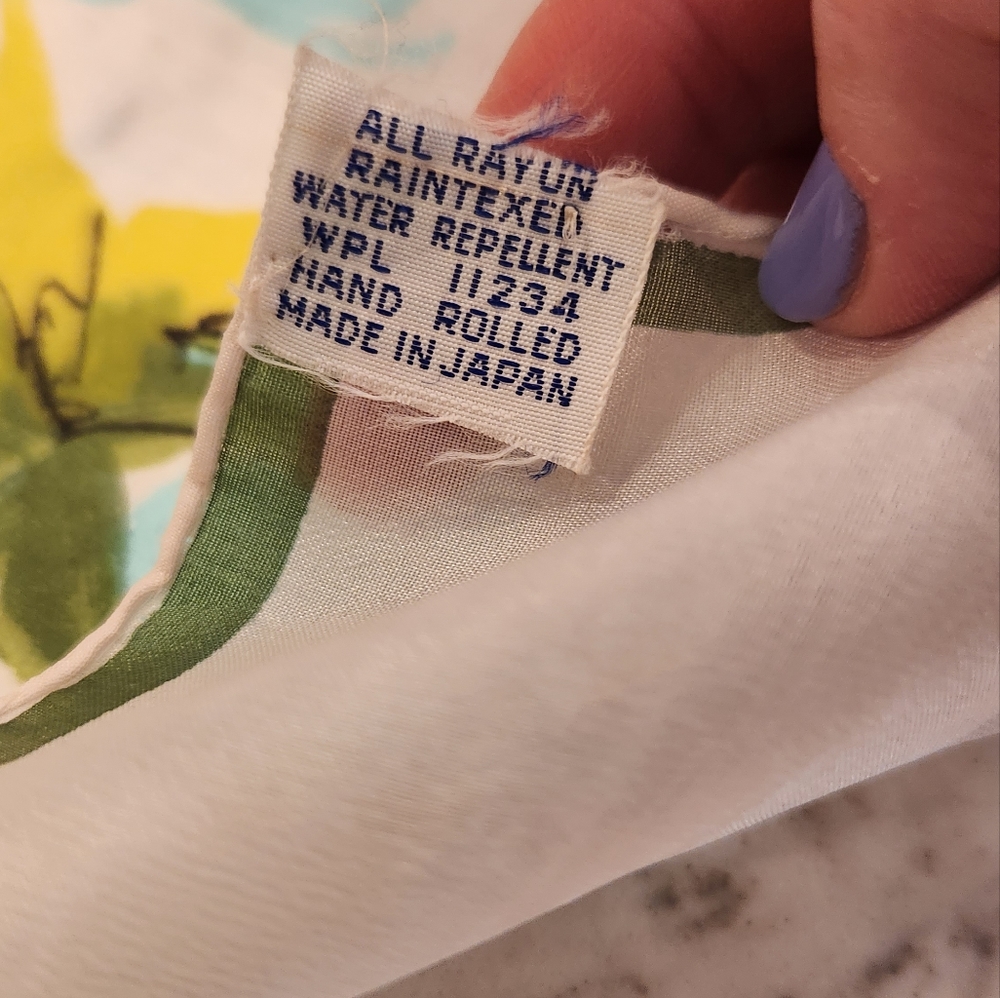 ALL RAYON
RAINTEXED
WATER REPELLENT
WPL 11234
HAND ROLLED
MADE IN JAPAN